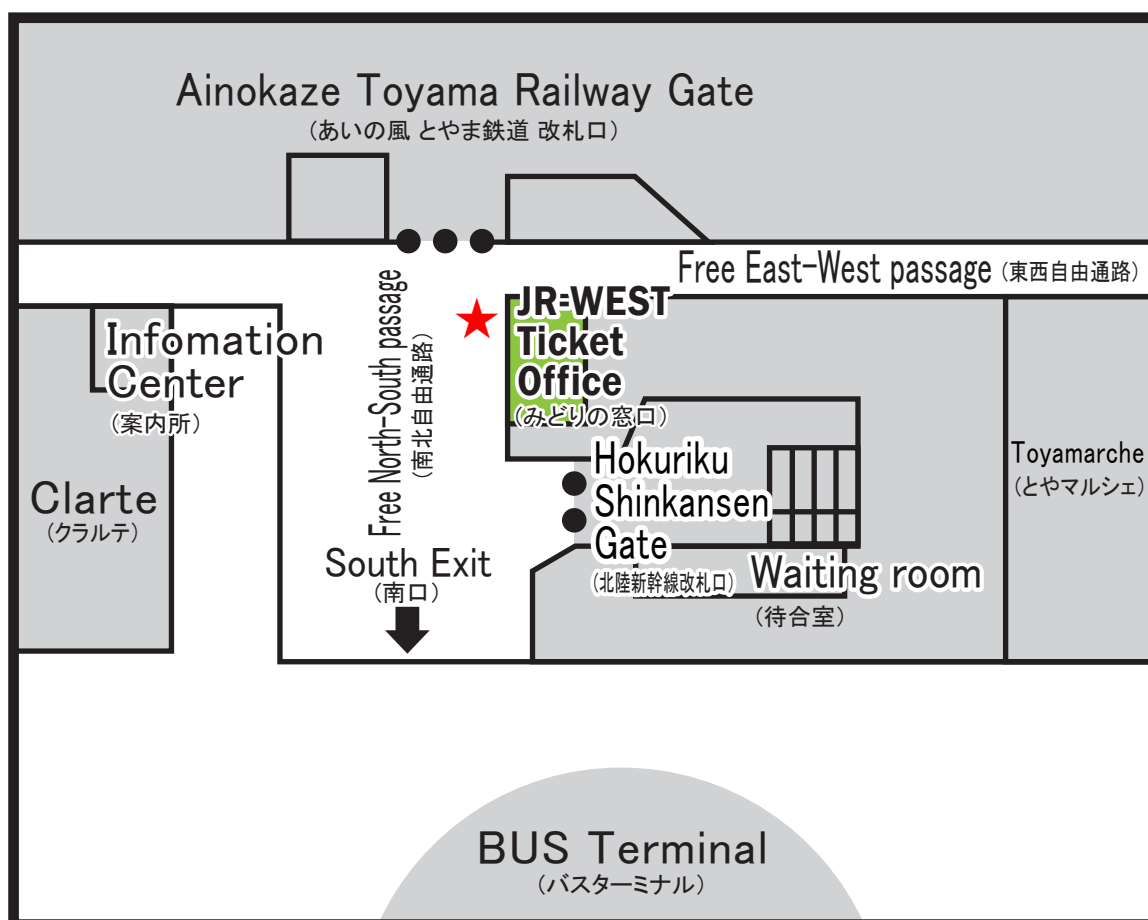 Ainokaze Toyama Railway Gate
（あいの風 とやま鉄道 改札口）
Free East-West passage（東西自由通路）
Free North-South passage
（南北自由通路）
JR-WEST
Ticket
Office
（みどりの窓口）
Infomation
Center
（案内所）
Clarte
（クラルテ）
Hokuriku
Shinkansen
Gate
（北陸新幹線改札口）
Toyamarche
（とやマルシェ）
South Exit
（南口）
Waiting room
（待合室）
BUS Terminal
（バスターミナル）